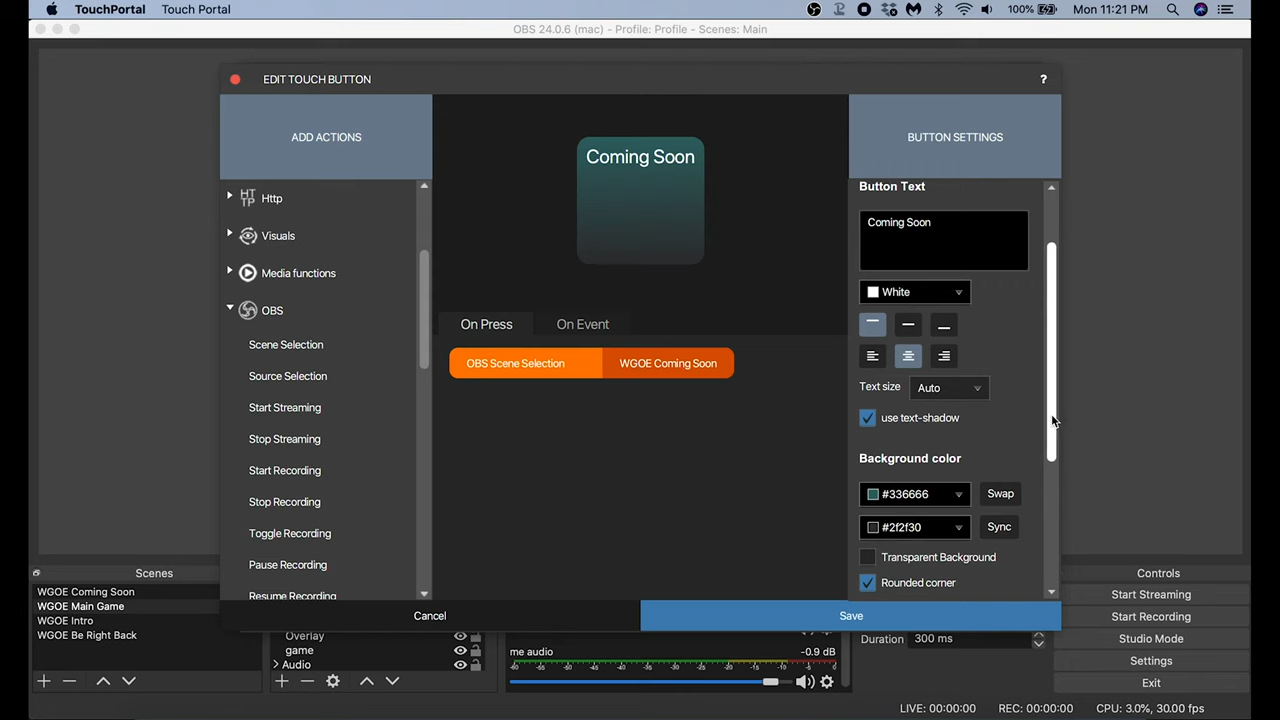 TouchPortal Touch Portal 100% Mon 11:21 PM
OBS 24.0.6 (mac) - Profile: Profile - Scenes: Main
EDIT TOUCH BUTTON ?
ADD ACTIONS
BUTTON SETTINGS
HTTP Http
Visuals
Media functions
OBS
Scene Selection
Source Selection
Start Streaming
Stop Streaming
Start Recording
Stop Recording
Toggle Recording
Pause Recording
Resume Recording
Coming Soon
On Press On Event
OBS Scene Selection WGOE Coming Soon
Button Text
Coming Soon
White
Text size Auto
use text-shadow
Background color
#336666 Swap
#2f2f30 Sync
Transparent Background
Rounded corner
Cancel Save
Scenes
WGOE Coming Soon
WGOE Main Game
WGOE Intro
WGOE Be Right Back
Overlay
game
Audio
me audio -0.9 dB
Duration 300 ms
Controls
Start Streaming
Start Recording
Studio Mode
Settings
Exit
LIVE: 00:00:00 REC: 00:00:00 CPU: 3.0%, 30.00 fps